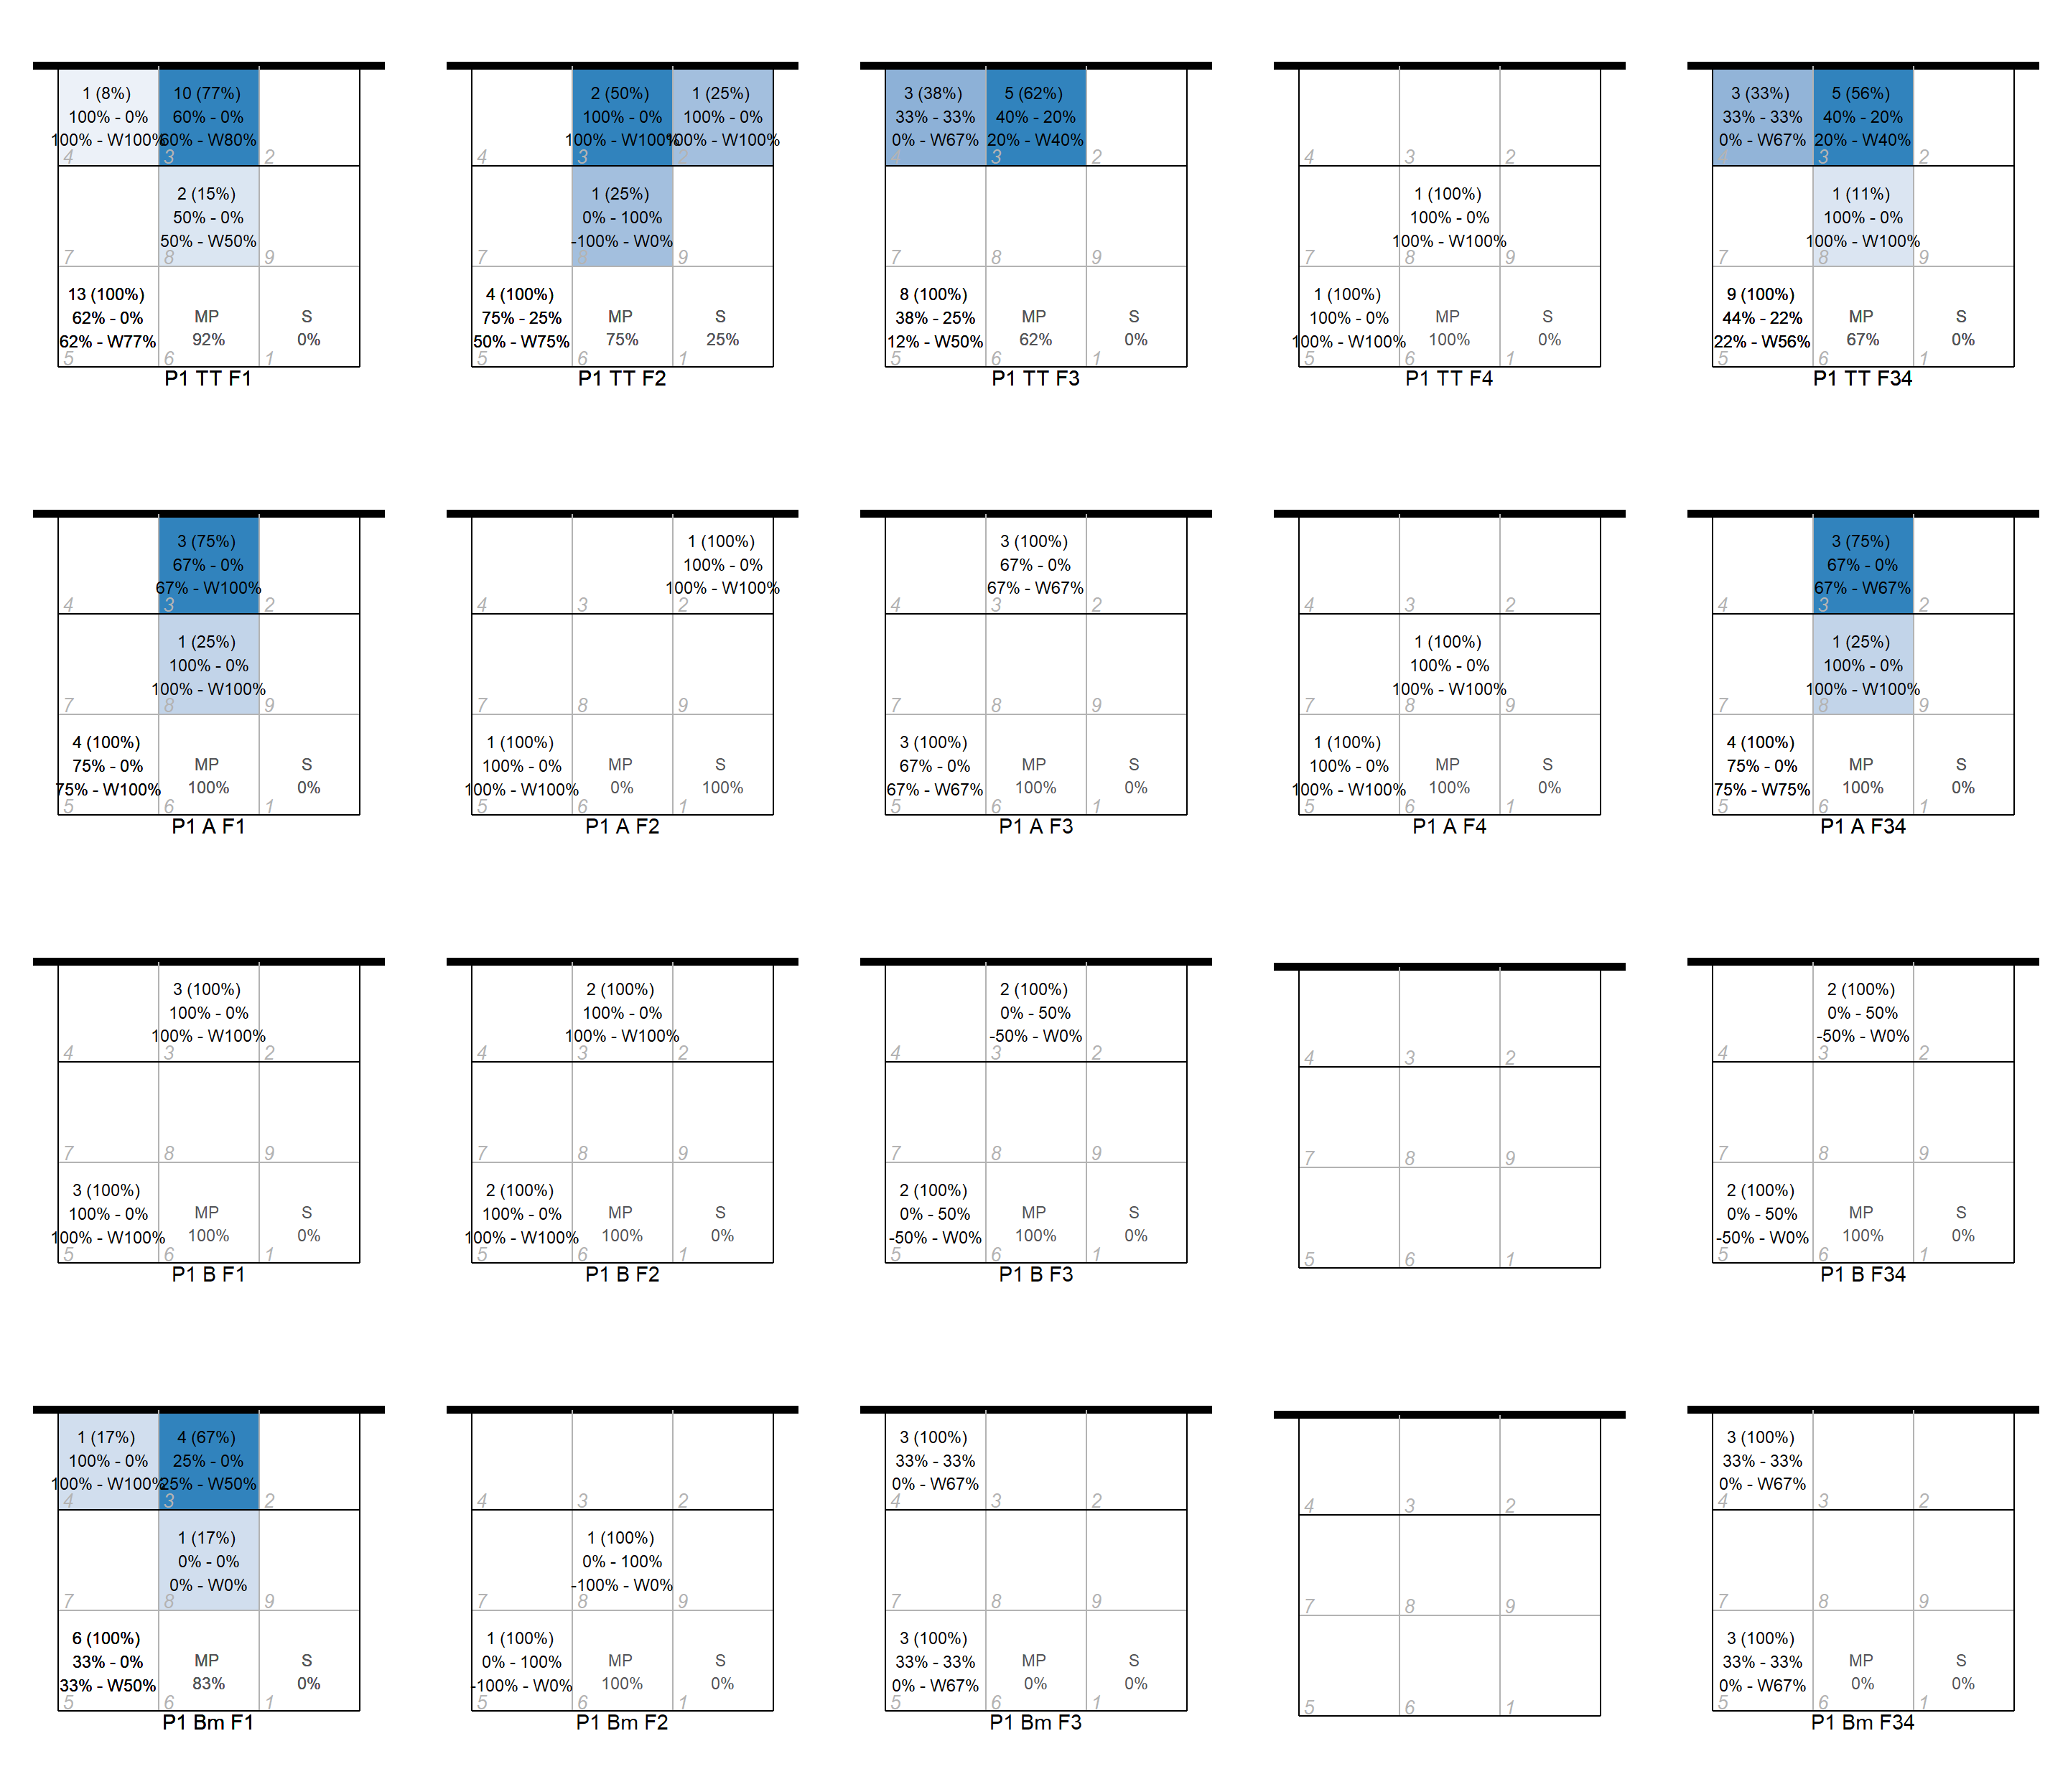 1 (8%) 10 (77%)
100% - 0% 60% - 0%
100% - W100% 60% - W80%
4 3 2
2 (15%)
50% - 0%
50% - W50%
7 8 9
13 (100%)
62% - 0% MP S
62% - W77% 92% 0%
5 6 1
P1 TT F1
2 (50%) 1 (25%)
100% - 0% 100% - 0%
100% - W100% 100% - W100%
4 3 2
1 (25%)
0% - 100%
-100% - W0%
7 8 9
4 (100%)
75% - 25% MP S
50% - W75% 75% 25%
5 6 1
P1 TT F2
3 (38%) 5 (62%)
33% - 33% 40% - 20%
0% - W67% 20% - W40%
4 3 2
7 8 9
8 (100%)
38% - 25% MP S
12% - W50% 62% 0%
5 6 1
P1 TT F3
4 3 2
1 (100%)
100% - 0%
100% - W100%
7 8 9
1 (100%)
100% - 0% MP S
100% - W100% 100% 0%
5 6 1
P1 TT F4
3 (33%) 5 (56%)
33% - 33% 40% - 20%
0% - W67% 20% - W40%
4 3 2
1 (11%)
100% - 0%
100% - W100%
7 8 9
9 (100%)
44% - 22% MP S
22% - W56% 67% 0%
5 6 1
P1 TT F34
3 (75%)
67% - 0%
67% - W100%
4 3 2
1 (25%)
100% - 0%
100% - W100%
7 8 9
4 (100%)
75% - 0% MP S
75% - W100% 100% 0%
5 6 1
P1 A F1
1 (100%)
100% - 0%
100% - W100%
4 3 2
7 8 9
1 (100%)
100% - 0% MP S
100% - W100% 0% 100%
5 6 1
P1 A F2
3 (100%)
67% - 0%
67% - W67%
4 3 2
7 8 9
3 (100%)
67% - 0% MP S
67% - W67% 100% 0%
5 6 1
P1 A F3
4 3 2
1 (100%)
100% - 0%
100% - W100%
7 8 9
1 (100%)
100% - 0% MP S
100% - W100% 100% 0%
5 6 1
P1 A F4
3 (75%)
67% - 0%
67% - W67%
4 3 2
1 (25%)
100% - 0%
100% - W100%
7 8 9
4 (100%)
75% - 0% MP S
75% - W75% 100% 0%
5 6 1
P1 A F34
3 (100%)
100% - 0%
100% - W100%
4 3 2
7 8 9
3 (100%)
100% - 0% MP S
100% - W100% 100% 0%
5 6 1
P1 B F1
2 (100%)
100% - 0%
100% - W100%
4 3 2
7 8 9
2 (100%)
100% - 0% MP S
100% - W100% 100% 0%
5 6 1
P1 B F2
2 (100%)
0% - 50%
-50% - W0%
4 3 2
7 8 9
2 (100%)
0% - 50% MP S
-50% - W0% 100% 0%
5 6 1
P1 B F3
4 3 2
7 8 9
5 6 1
2 (100%)
0% - 50%
-50% - W0%
4 3 2
7 8 9
2 (100%)
0% - 50% MP S
-50% - W0% 100% 0%
5 6 1
P1 B F34
1 (17%) 4 (67%)
100% - 0% 25% - 0%
100% - W100% 25% - W50%
4 3 2
1 (17%)
0% - 0%
0% - W0%
7 8 9
6 (100%)
33% - 0% MP S
33% - W50% 83% 0%
5 6 1
P1 Bm F1
4 3 2
1 (100%)
0% - 100%
-100% - W0%
7 8 9
1 (100%)
0% - 100% MP S
-100% - W0% 100% 0%
5 6 1
P1 Bm F2
3 (100%)
33% - 33%
0% - W67%
4 3 2
7 8 9
3 (100%)
33% - 33% MP S
0% - W67% 0% 0%
5 6 1
P1 Bm F3
4 3 2
7 8 9
5 6 1
3 (100%)
33% - 33%
0% - W67%
4 3 2
7 8 9
3 (100%)
33% - 33% MP S
0% - W67% 0% 0%
5 6 1
P1 Bm F34